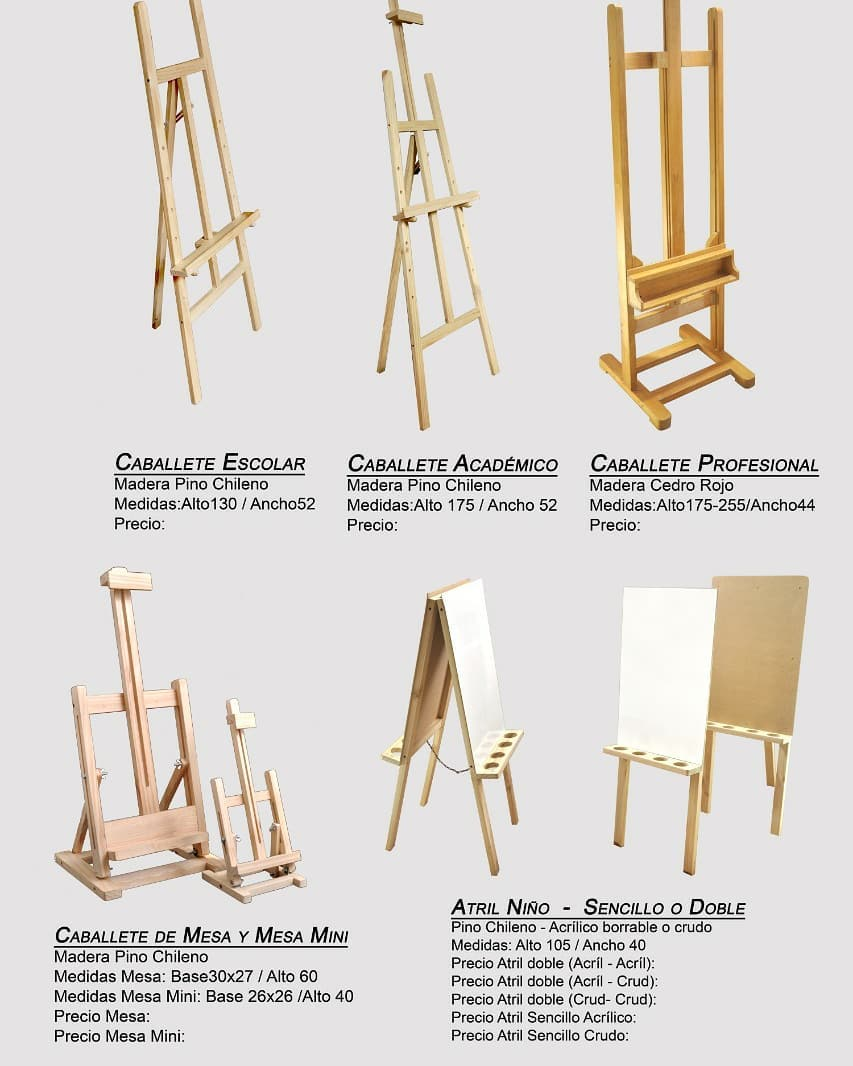 CABALLETE ESCOLAR
Madera Pino Chileno
Medidas:Alto130 / Ancho52
Precio:
CABALLETE ACADÉMICO
Madera Pino Chileno
Medidas:Alto 175 / Ancho 52
Precio:
CABALLETE PROFESIONAL
Madera Cedro Rojo
Medidas:Alto175-255/Ancho44
Precio:
CABALLETE DE MESA Y MESA MINI
Madera Pino Chileno
Medidas Mesa: Base30x27 / Alto 60
Medidas Mesa Mini: Base 26x26 /Alto 40
Precio Mesa:
Precio Mesa Mini:
ATRIL NIÑO - SENCILLO O DOBLE
Pino Chileno - Acrílico borrable o crudo
Medidas: Alto 105 / Ancho 40
Precio Atril doble (Acríl - Acríl):
Precio Atril doble (Acríl - Crud):
Precio Atril doble (Crud- Crud):
Precio Atril Sencillo Acrílico:
Precio Atril Sencillo Crudo: